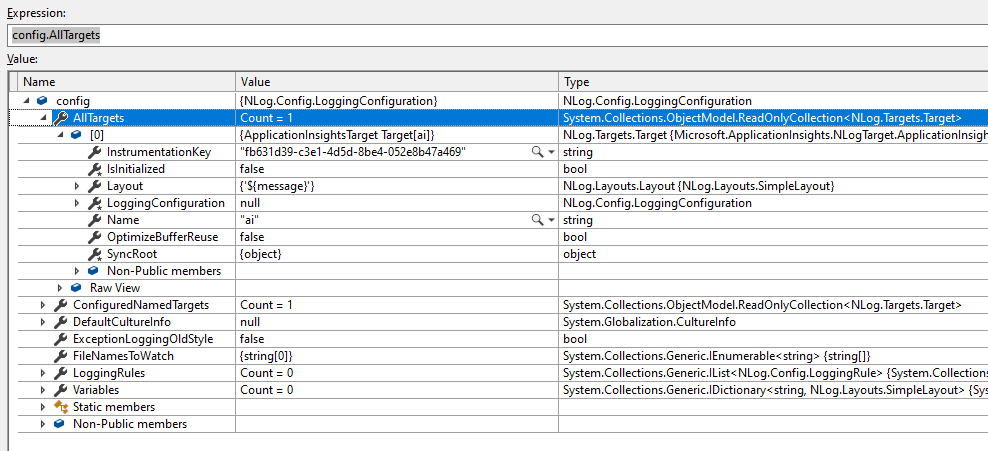 Expression:
config.AllTargets
Value:
Name Value Type
config {NLog.Config.LoggingConfiguration} NLog.Config.LoggingConfiguration
AllTargets Count = 1 System.Collections.ObjectModel.ReadOnlyCollection<NLog.Targets.Target>
[0] {ApplicationInsightsTarget Target[ai]} NLog.Targets.Target {Microsoft.ApplicationInsights.NLogTarget.ApplicationInsigh
InstrumentationKey "fb631d39-c3e1-4d5d-8be4-052e8b47a469" string
IsInitialized false bool
Layout {'${message}'} NLog.Layouts.Layout {NLog.Layouts.SimpleLayout}
LoggingConfiguration null NLog.Config.LoggingConfiguration
Name "ai" string
OptimizeBufferReuse false bool
SyncRoot {object} object
Non-Public members
Raw View
ConfiguredNamedTargets Count = 1 System.Collections.ObjectModel.ReadOnlyCollection<NLog.Targets.Target>
DefaultCultureInfo null System.Globalization.CultureInfo
ExceptionLoggingOldStyle false bool
FileNamesToWatch {string[0]} System.Collections.Generic.IEnumerable<string> {string[]}
LoggingRules Count = 0 System.Collections.Generic.IList<NLog.Config.LoggingRule> {System.Collections
Variables Count = 0 System.Collections.Generic.IDictionary<string, NLog.Layouts.SimpleLayout> {Sys
Static members
Non-Public members